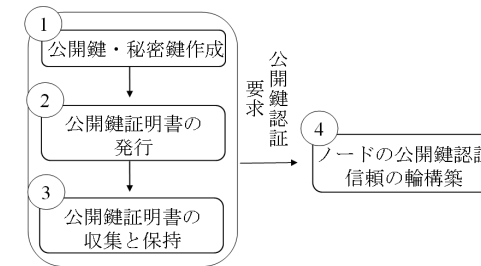 1
公開鍵・秘密鍵作成
2
公開鍵証明書の
発行
3
公開鍵証明書の
収集と保持
公開鍵認証
要求
4
ノードの公開鍵認証
信頼の輪構築